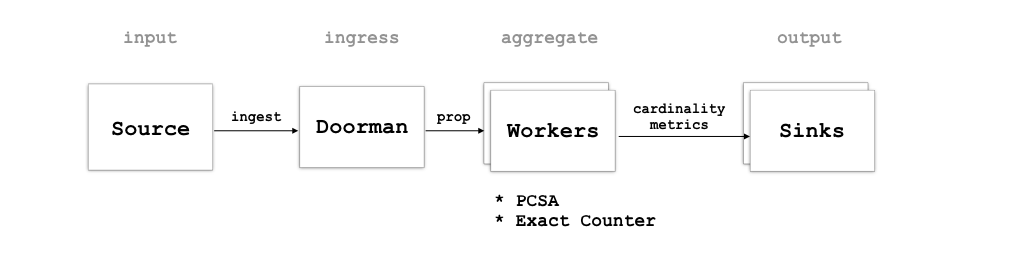 input
ingress
aggregate
output
Source
ingest
Doorman
prop
Workers
cardinality
metrics
Sinks
* PCSA
* Exact Counter